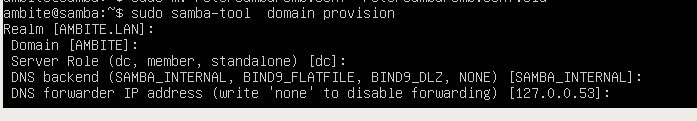 ambite@samba:~$ sudo samba-tool  domain provision
Realm [AMBITE.LAN]:
 Domain [AMBITE]:
 Server Role (dc, member, standalone) [dc]:
 DNS backend (SAMBA_INTERNAL, BIND9_FLATFILE, BIND9_DLZ, NONE) [SAMBA_INTERNAL]:
 DNS forwarder IP address (write 'none' to disable forwarding) [127.0.0.53]: